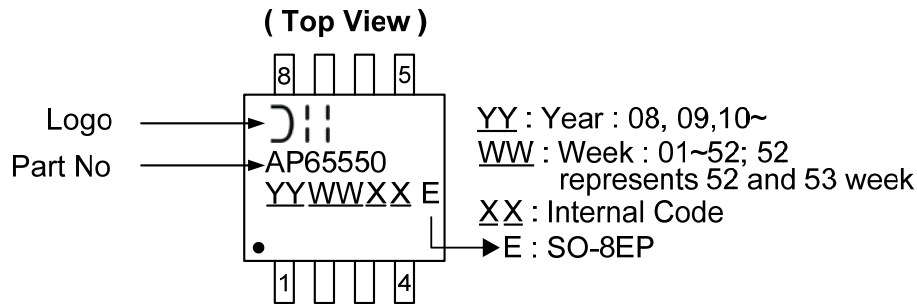 ( Top View )
8 5
Logo
Part No
AP65550
YYWWXX E
1 4
YY : Year : 08, 09,10~
WW : Week : 01~52; 52
represents 52 and 53 week
XX : Internal Code
E : SO-8EP